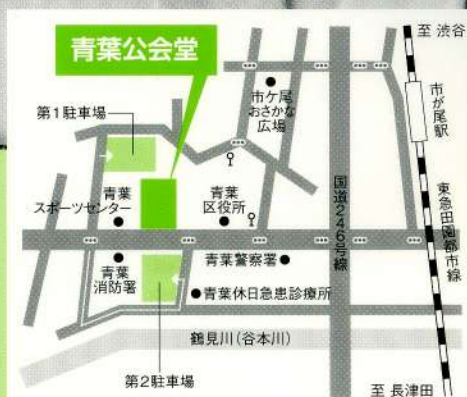 至 渋谷
青葉公会堂
市ケ尾
おさかな
広場
第1駐車場
市が尾駅
青葉
スポーツセンター
青葉
区役所
国道246号線
東急田園都市線
青葉
消防署
青葉警察署
青葉休日急患診療所
鶴見川(谷本川)
第2駐車場
至 長津田